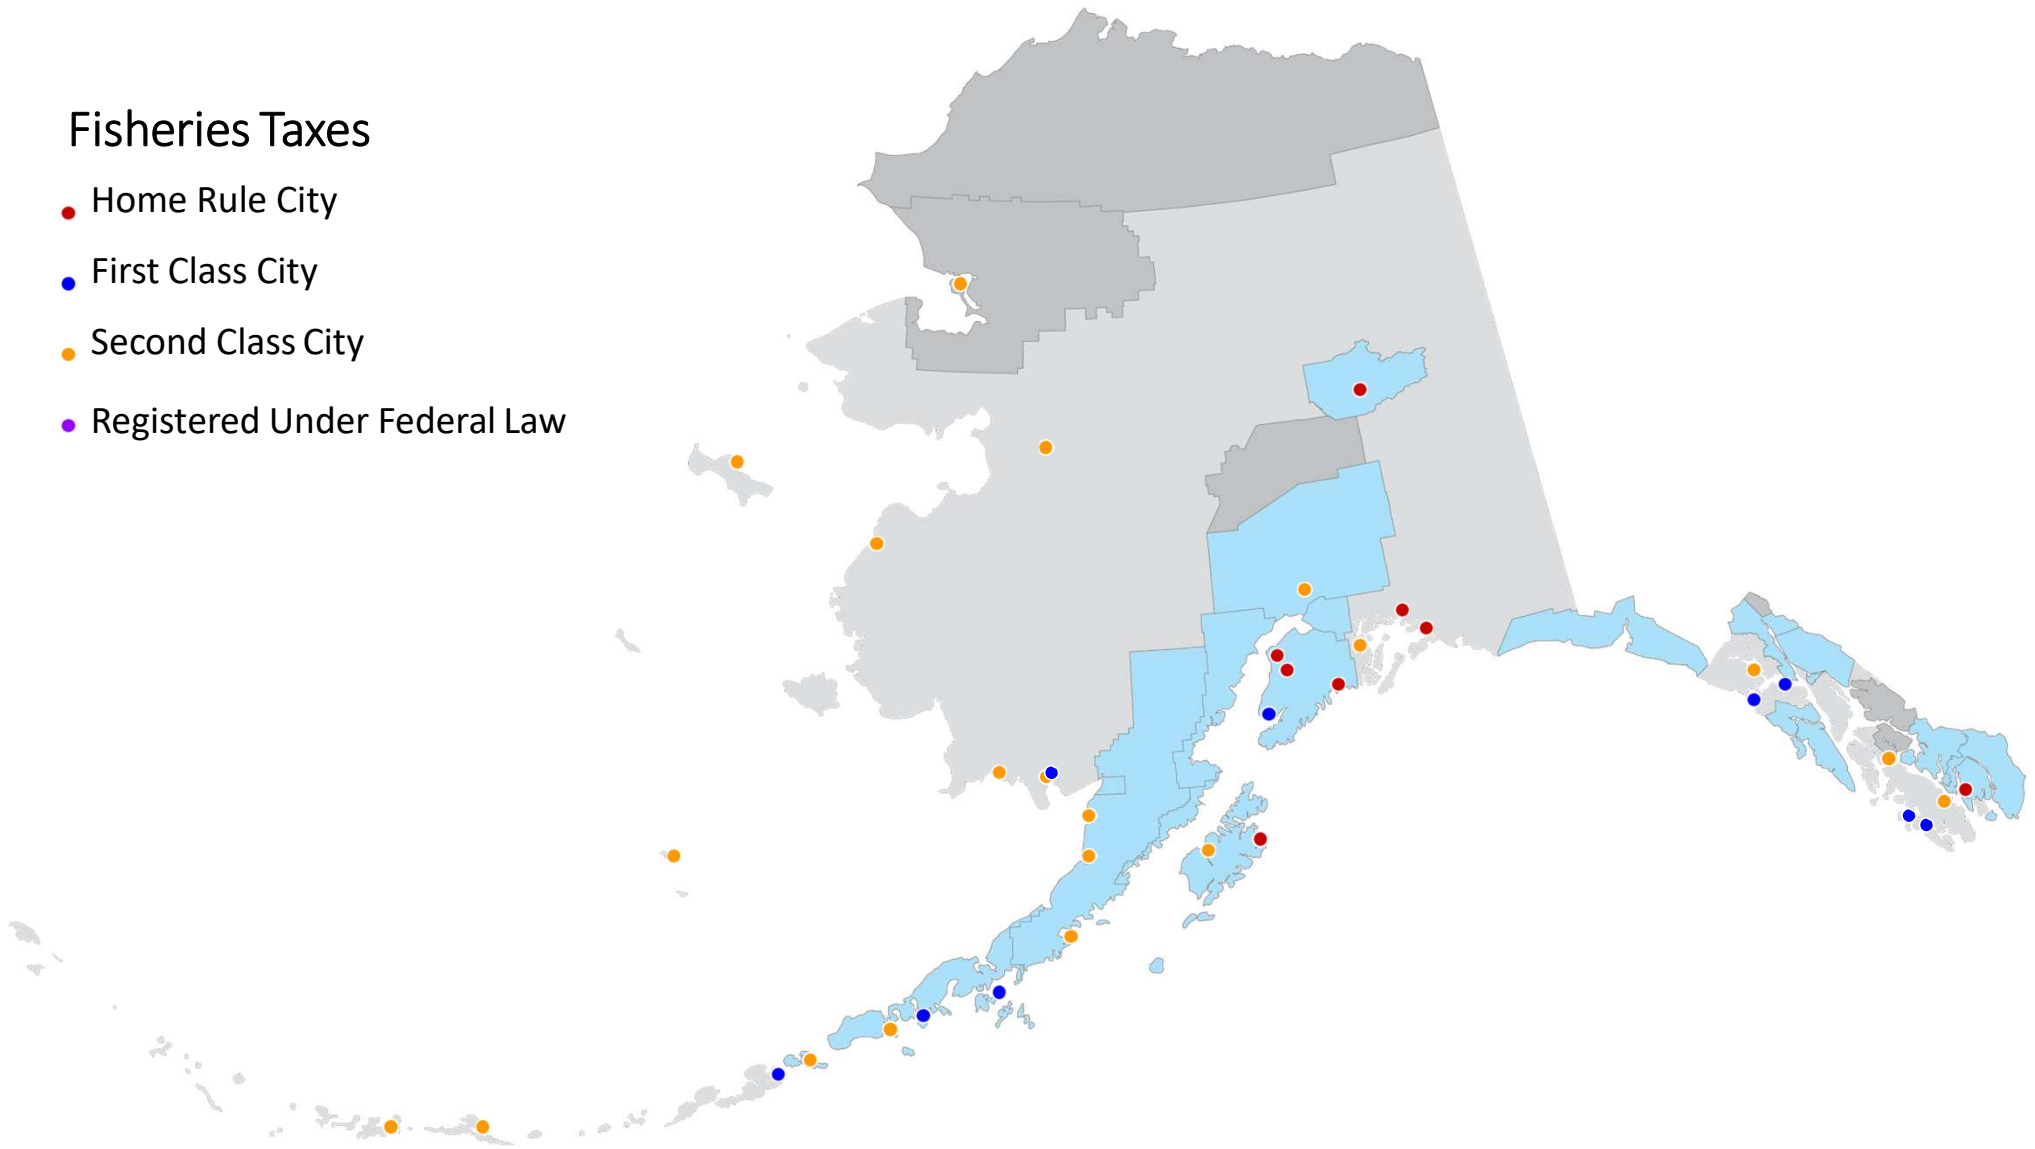 Fisheries Taxes
Home Rule City
First Class City
Second Class City
Registered Under Federal Law